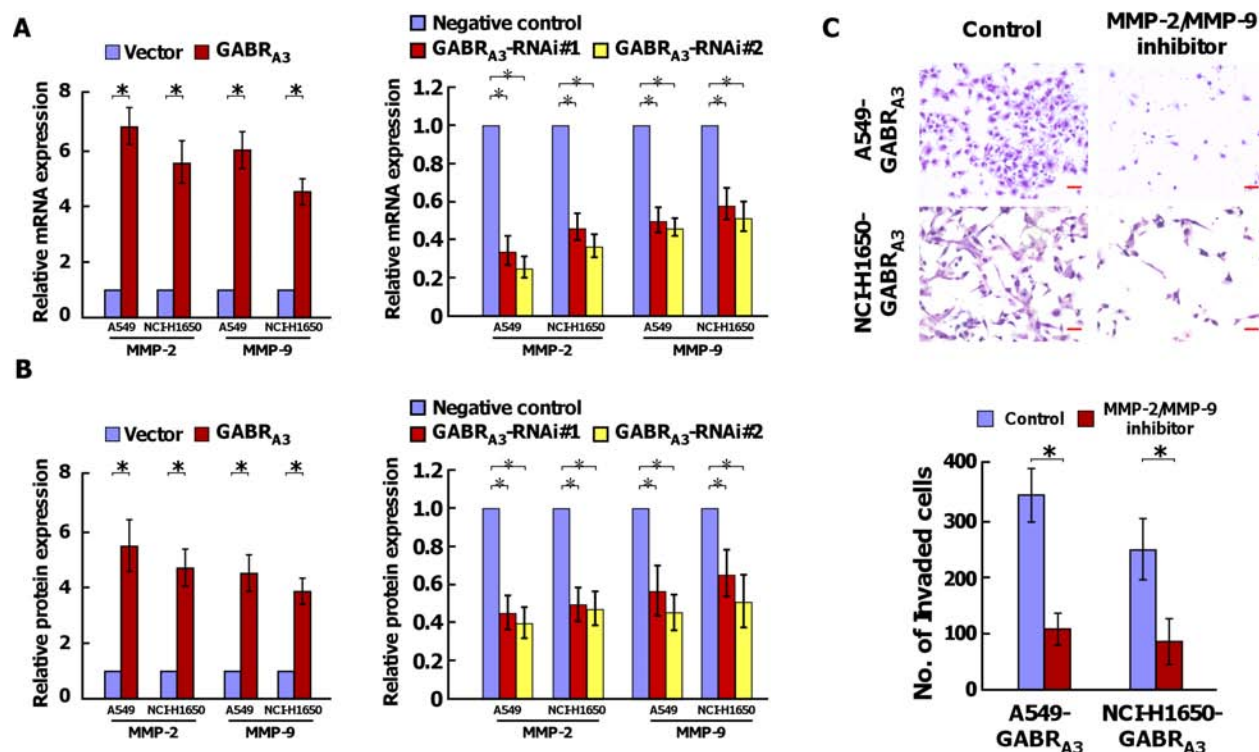 A
Vector GABRA3
Relative mRNA expression
8
6
4
2
0
* * * *
A549 NCI-H1650 A549 NCI-H1650
MMP-2 MMP-9
Negative control
GABRA3-RNAi#1 GABRA3-RNAi#2
Relative mRNA expression
1.2
1.0
0.8
0.6
0.4
0.2
0
* * * *
* * * *
A549 NCI-H1650 A549 NCI-H1650
MMP-2 MMP-9
B
Vector GABRA3
Relative protein expression
8
6
4
2
0
* * * *
A549 NCI-H1650 A549 NCI-H1650
MMP-2 MMP-9
Negative control
GABRA3-RNAi#1 GABRA3-RNAi#2
Relative protein expression
1.2
1.0
0.8
0.6
0.4
0.2
0
* * * *
* * * *
A549 NCI-H1650 A549 NCI-H1650
MMP-2 MMP-9
C
Control
MMP-2/MMP-9
inhibitor
A549-
GABRA3
NCI-H1650-
GABRA3
Control MMP-2/MMP-9
inhibitor
No. of Invaded cells
400
300
200
100
0
* *
A549- NCI-H1650-
GABRA3 GABRA3